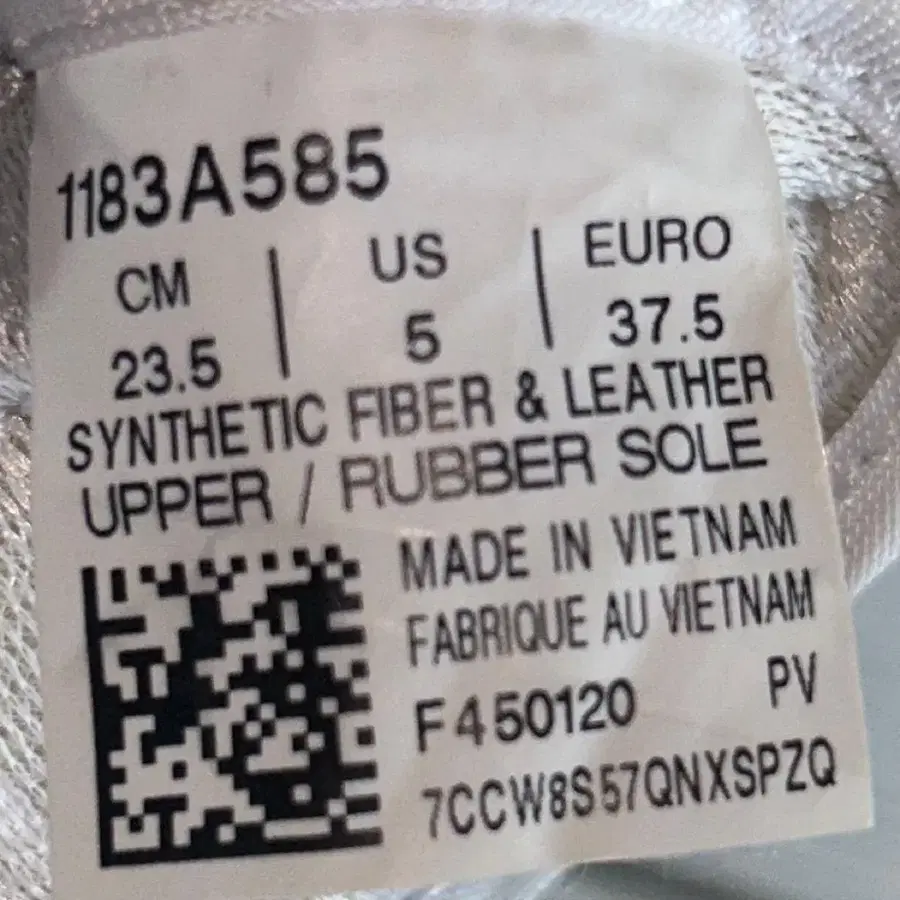 1183A585
CM | US | EURO
23.5 | 5 | 37.5
SYNTHETIC FIBER & LEATHER
UPPER / RUBBER SOLE
MADE IN VIETNAM
FABRIQUE AU VIETNAM
F450120 PV
7CCW8S57QNXSPZQ